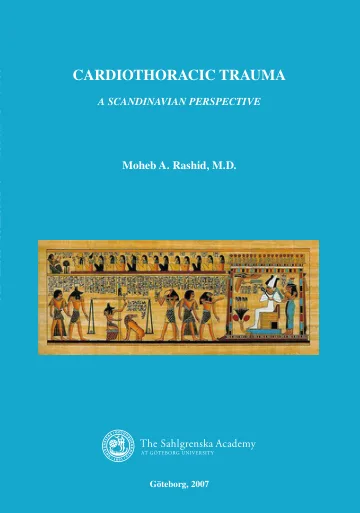 CARDIOTHORACIC TRAUMA
A SCANDINAVIAN PERSPECTIVE
Moheb A. Rashid, M.D.
The Sahlgrenska Academy
AT GÖTEBORG UNIVERSITY
Göteborg, 2007